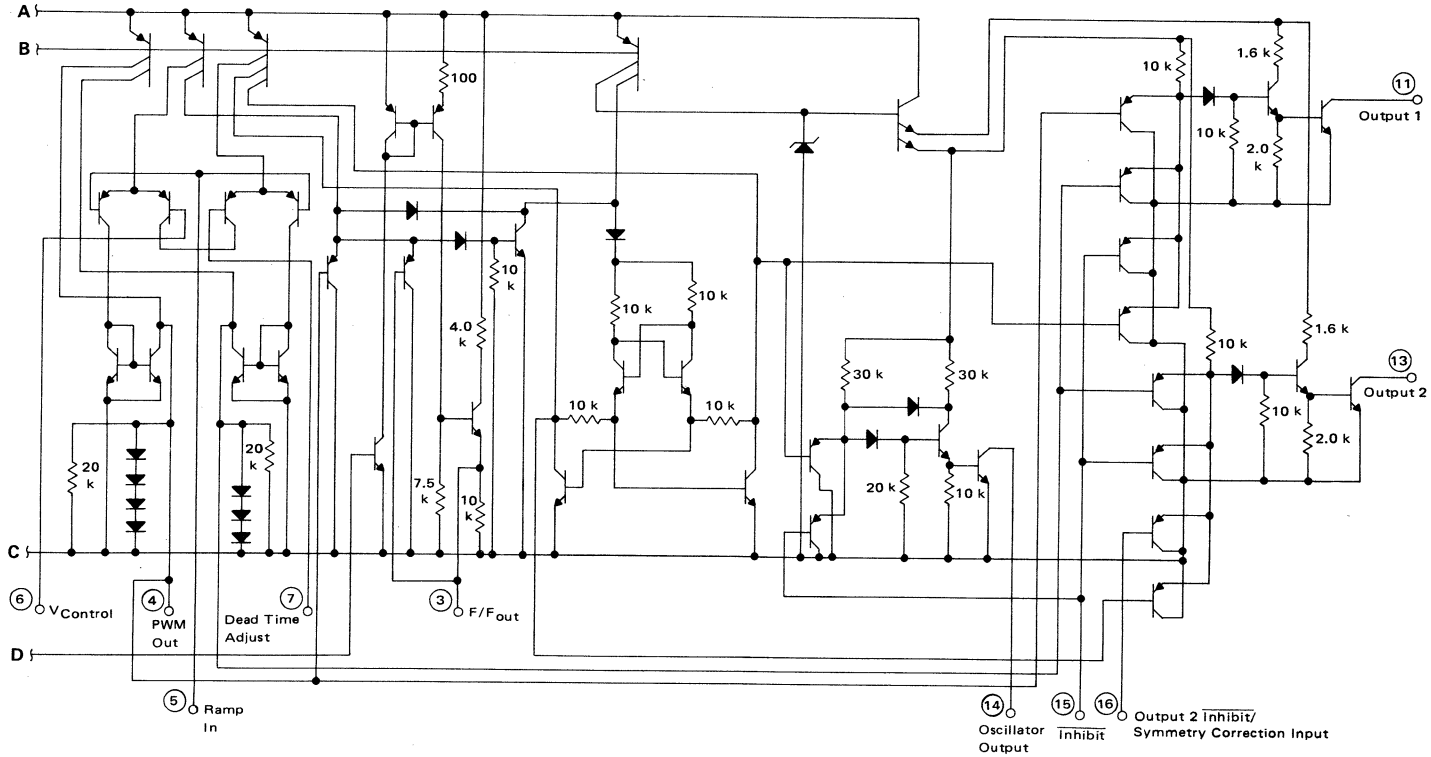 A
B
100
10 k
1.6 k
11
Output 1
10 k
2.0
k
10
k
10 k
10 k
4.0
k
10 k
1.6 k
13
Output 2
30 k
30 k
10 k
2.0 k
10 k
10 k
20
k
20
k
7.5
k
10
k
20 k
10 k
C
6
V Control
4
PWM
Out
7
Dead Time
Adjust
3
F/Fout
D
5
Ramp
In
14
Oscillator
Output
15
Inhibit
16
Output 2 Inhibit/
Symmetry Correction Input